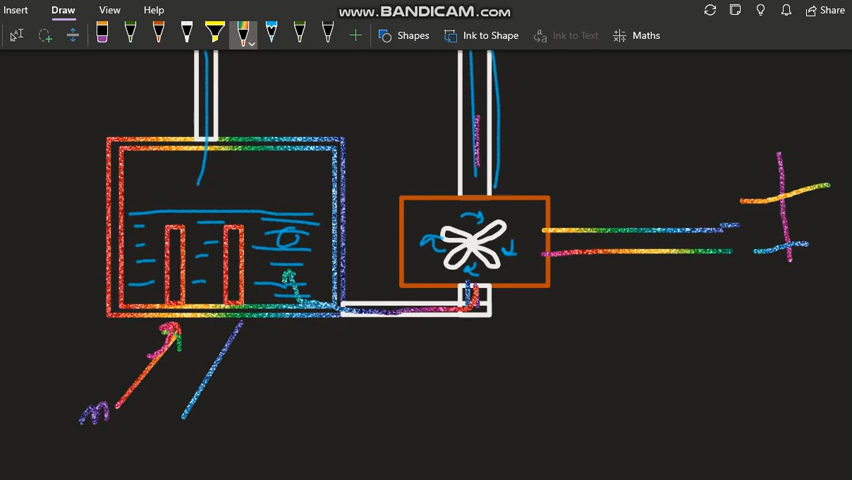 www.BANDICAM.com
Insert Draw View Help Share
Shapes Ink to Shape Ink to Text Maths
m